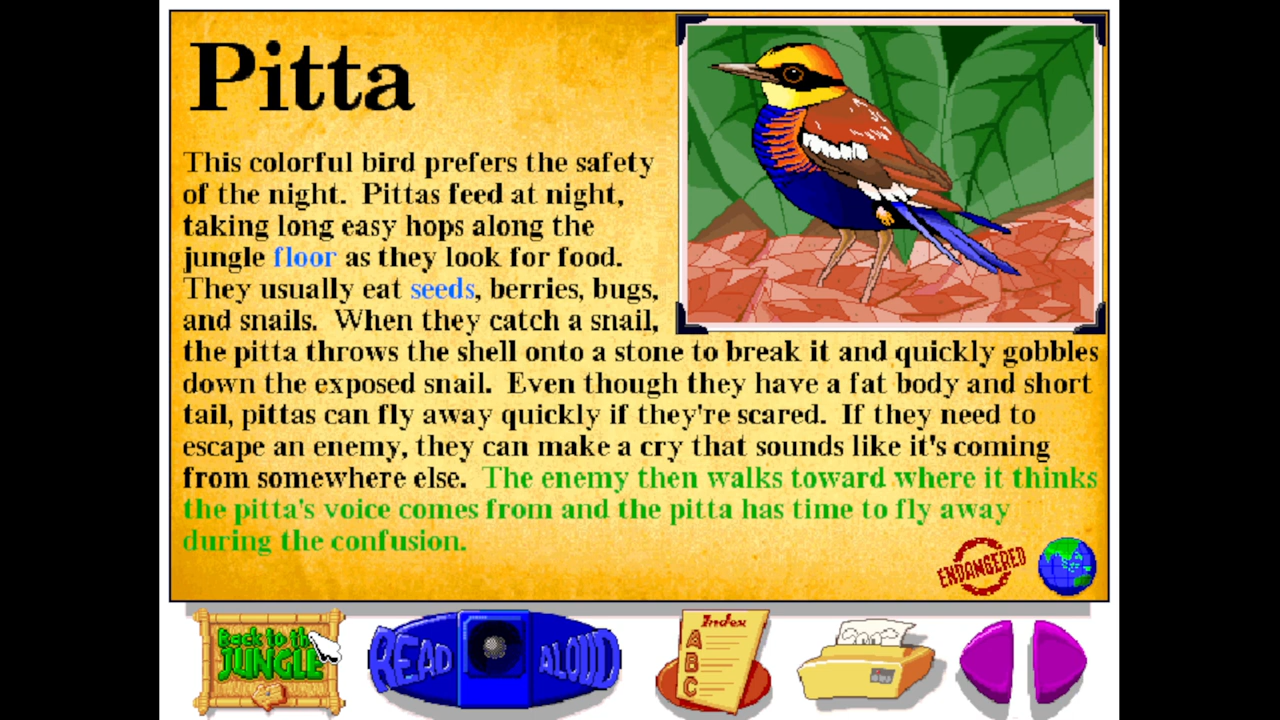 Pitta
This colorful bird prefers the safety
of the night.  Pittas feed at night,
taking long easy hops along the
jungle floor as they look for food.
They usually eat seeds, berries, bugs,
and snails.  When they catch a snail,
the pitta throws the shell onto a stone to break it and quickly gobbles
down the exposed snail.  Even though they have a fat body and short
tail, pittas can fly away quickly if they're scared.  If they need to
escape an enemy, they can make a cry that sounds like it's coming
from somewhere else.  The enemy then walks toward where it thinks
the pitta's voice comes from and the pitta has time to fly away
during the confusion.
ENDANGERED
Back to the
JUNGLE
READ ALOUD
Index
A
B
C